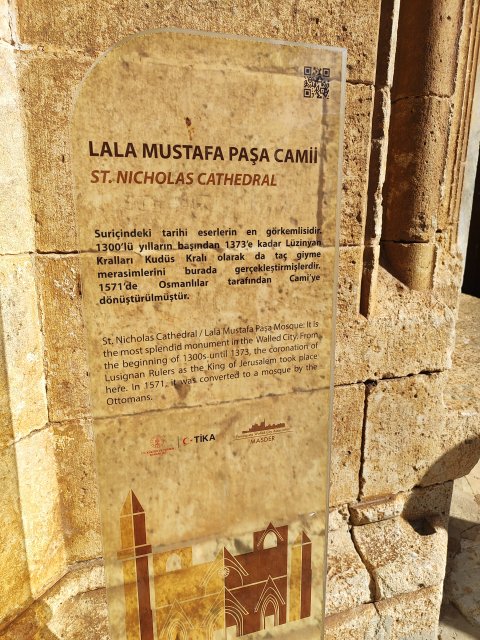 LALA MUSTAFA PAŞA CAMİİ
ST. NICHOLAS CATHEDRAL
Suriçindeki tarihi eserlerin en görkemlisidir.
1300'lü yılların başından 1373'e kadar Lüzinyan
Kralları Kudüs Kralı olarak da taç giyme
merasimlerini burada gerçekleştirmişlerdir.
1571'de Osmanlılar tarafından Cami'ye
dönüştürülmüştür.
St. Nicholas Cathedral / Lala Mustafa Paşa Mosque: It is
the most splendid monument in the Walled City. From
the beginning of 1300s until 1373, the coronation of
Lusignan Rulers as the King of Jerusalem took place
here. In 1571, it was converted to a mosque by the
Ottomans.
TİKA
MASDER